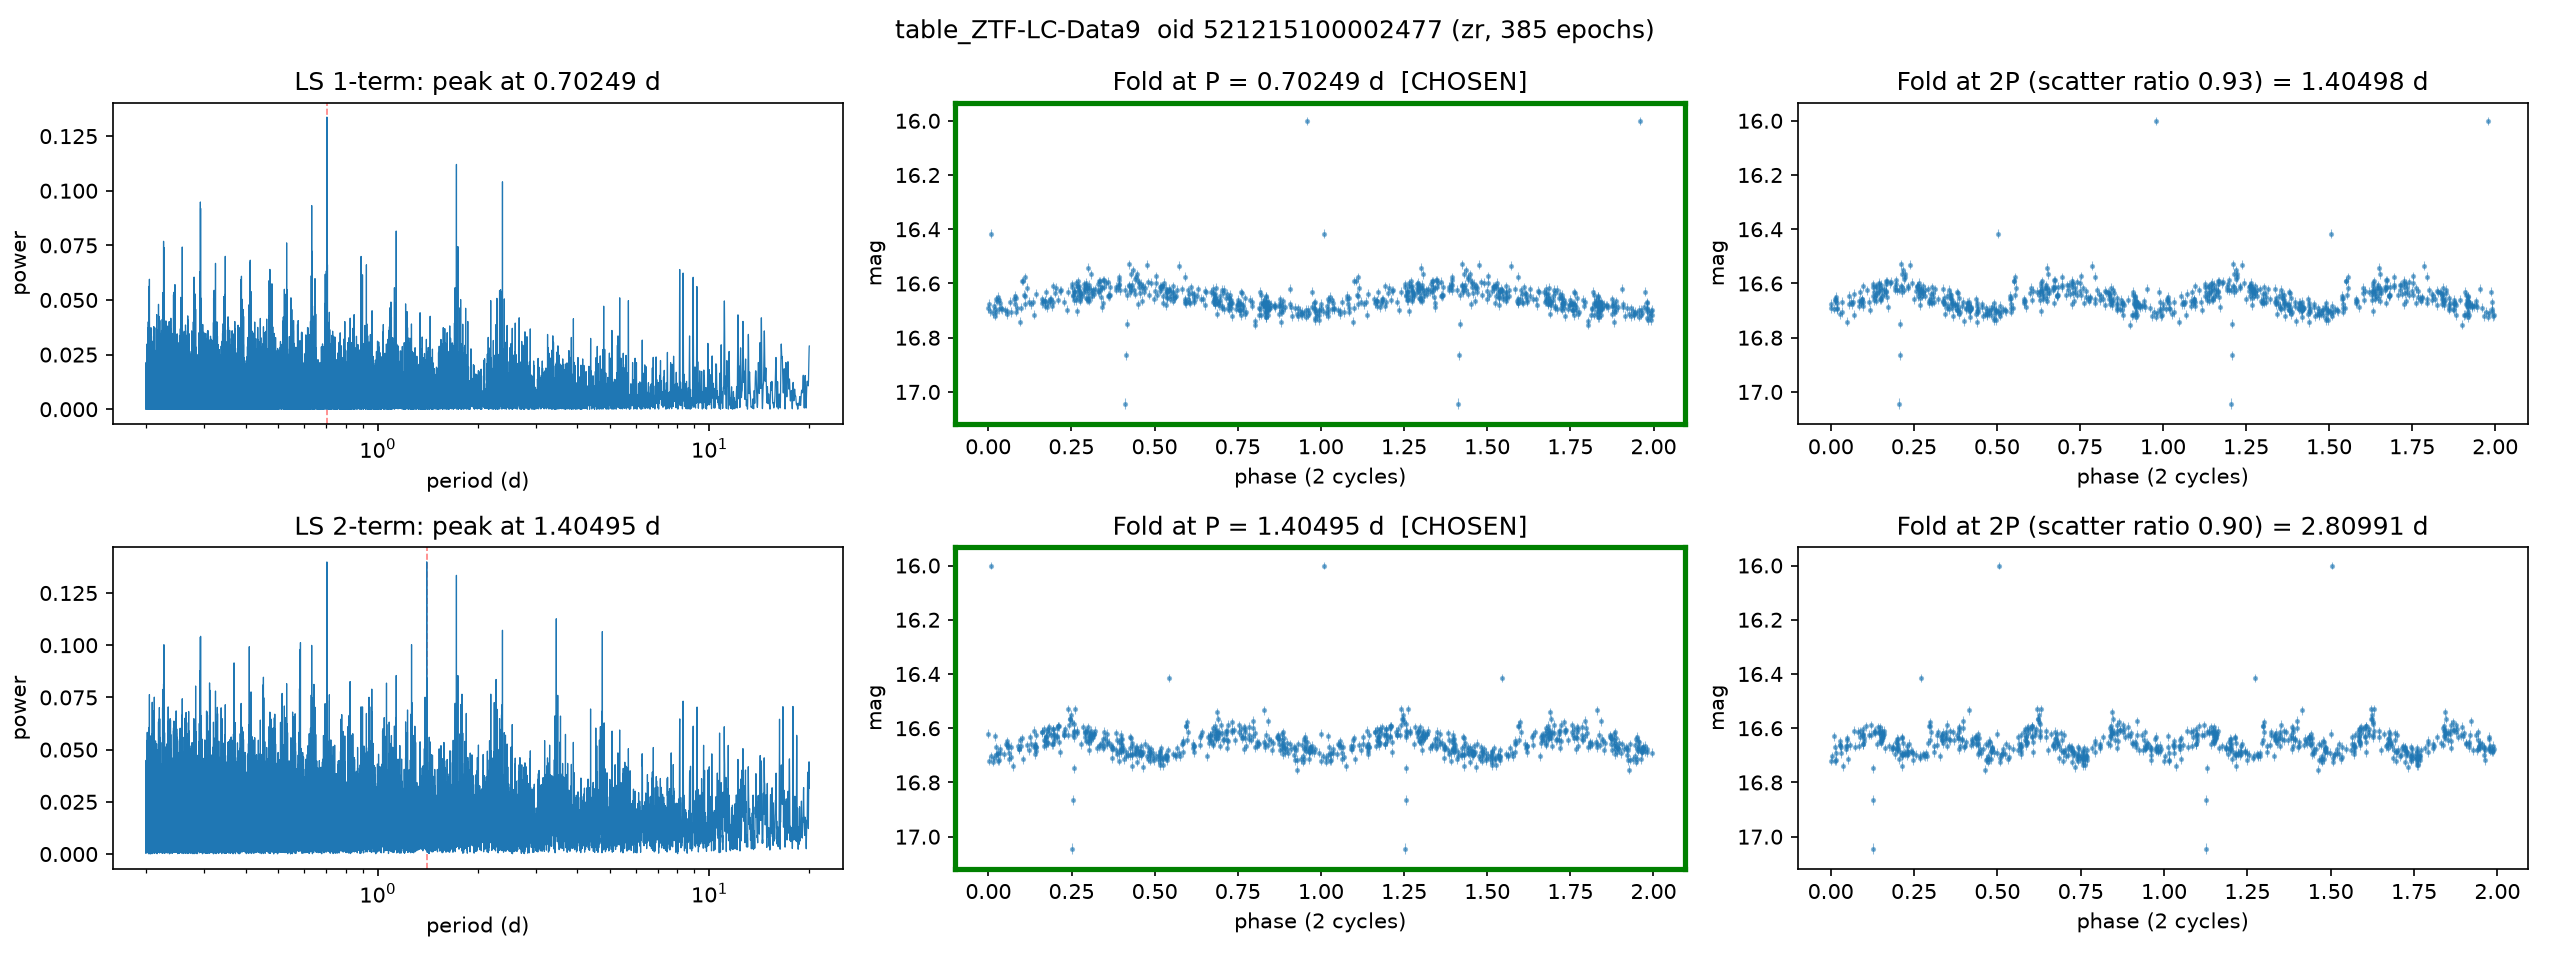 table_ZTF-LC-Data9  oid 521215100002477 (zr, 385 epochs)
LS 1-term: peak at 0.70249 d
power
0.125
0.100
0.075
0.050
0.025
0.000
10^0
10^1
period (d)
Fold at P = 0.70249 d  [CHOSEN]
mag
16.0
16.2
16.4
16.6
16.8
17.0
0.00 0.25 0.50 0.75 1.00 1.25 1.50 1.75 2.00
phase (2 cycles)
Fold at 2P (scatter ratio 0.93) = 1.40498 d
mag
16.0
16.2
16.4
16.6
16.8
17.0
0.00 0.25 0.50 0.75 1.00 1.25 1.50 1.75 2.00
phase (2 cycles)
LS 2-term: peak at 1.40495 d
power
0.125
0.100
0.075
0.050
0.025
0.000
10^0
10^1
period (d)
Fold at P = 1.40495 d  [CHOSEN]
mag
16.0
16.2
16.4
16.6
16.8
17.0
0.00 0.25 0.50 0.75 1.00 1.25 1.50 1.75 2.00
phase (2 cycles)
Fold at 2P (scatter ratio 0.90) = 2.80991 d
mag
16.0
16.2
16.4
16.6
16.8
17.0
0.00 0.25 0.50 0.75 1.00 1.25 1.50 1.75 2.00
phase (2 cycles)